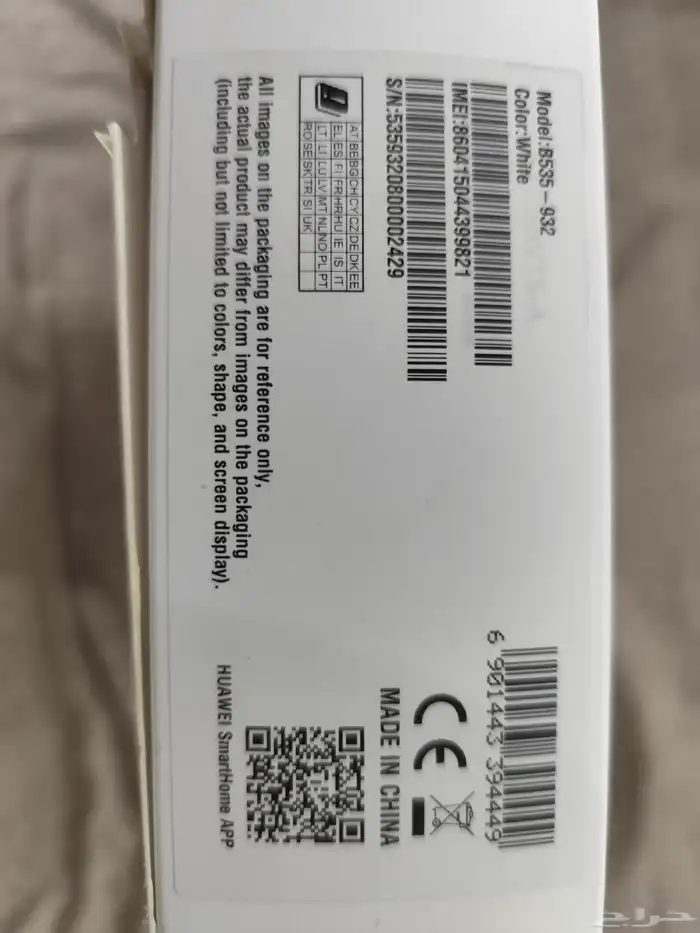 Model:B535-932
Color:White
IMEI:860415044399821
S/N:5359320800002429
AT BE BG CH CY CZ DE DK EE
EL ES FI FR HR HU IE IS IT
LT LI LU LV MT NL NO PL PT
RO SE SK TR SI UK
All images on the packaging are for reference only,
the actual product may differ from images on the packaging
(including but not limited to colors, shape, and screen display).
6 901443 394449
CE
MADE IN CHINA
HUAWEI SmartHome APP
حراج